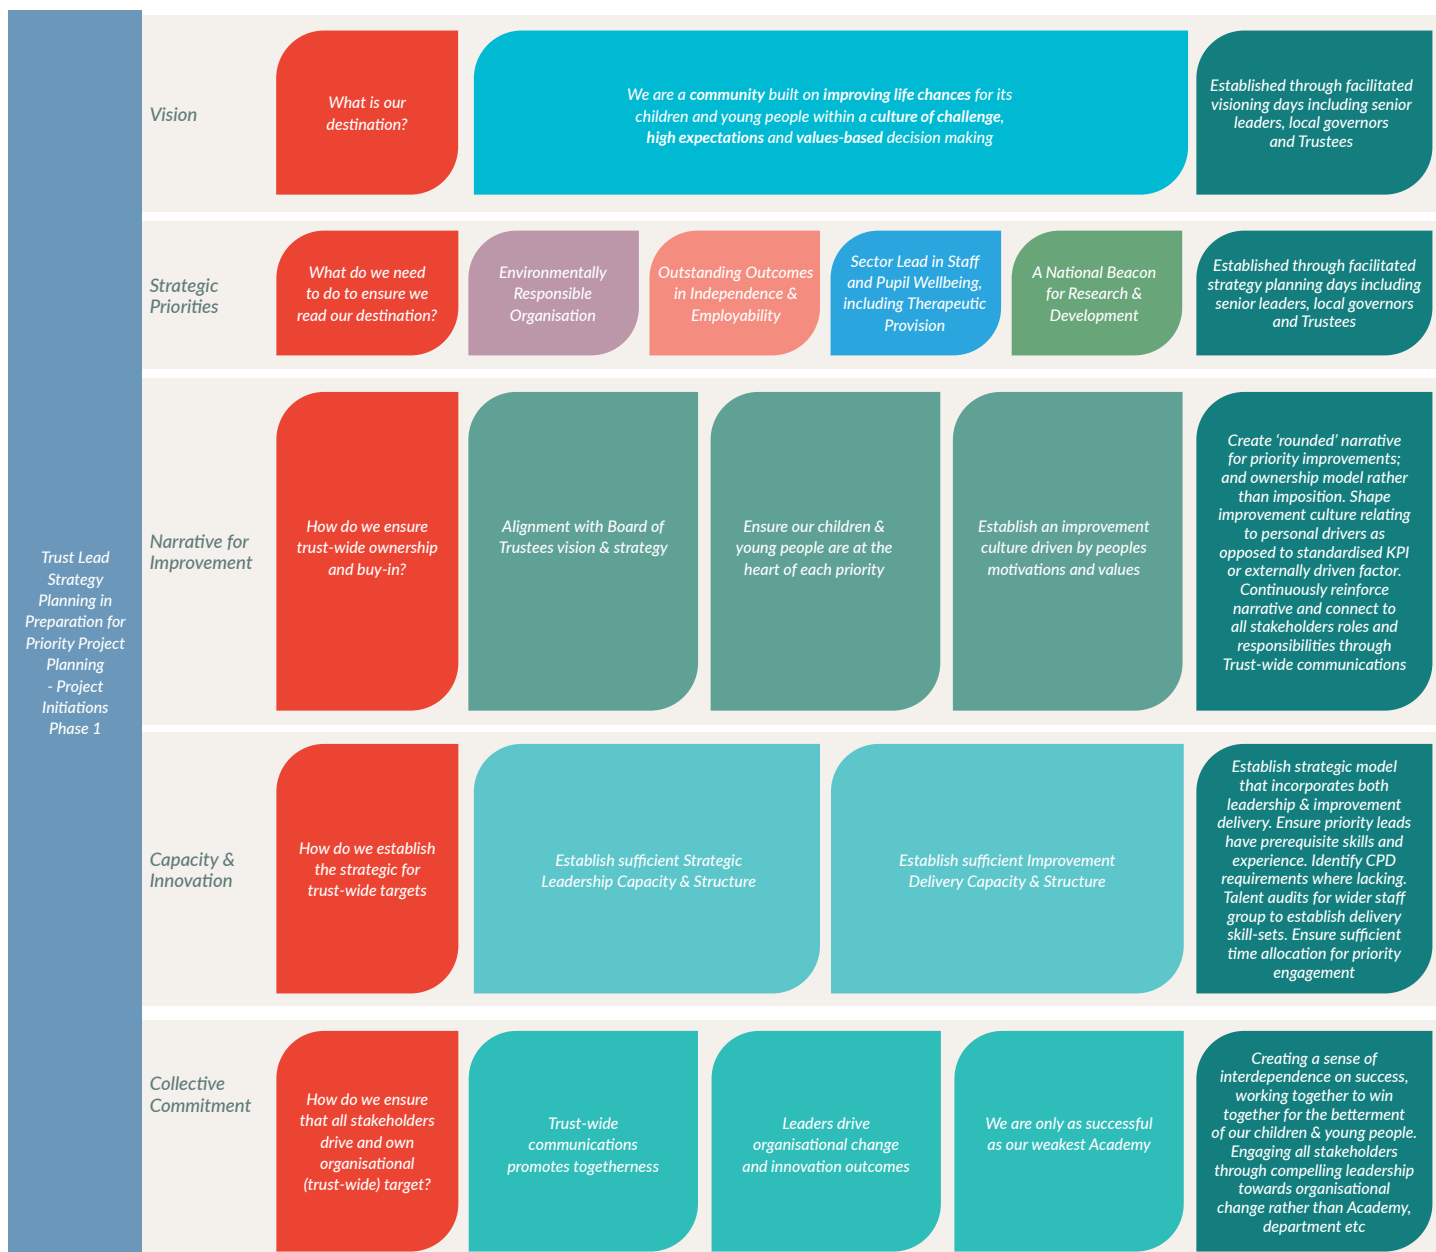 Trust Lead
Strategy
Planning in
Preparation for
Priority Project
Planning
- Project
Initiations
Phase 1
Vision
What is our
destination?
We are a community built on improving life chances for its
children and young people within a culture of challenge,
high expectations and values-based decision making
Established through facilitated
visioning days including senior
leaders, local governors
and Trustees
Strategic
Priorities
What do we need
to do to ensure we
read our destination?
Environmentally
Responsible
Organisation
Outstanding Outcomes
in Independence &
Employability
Sector Lead in Staff
and Pupil Wellbeing,
including Therapeutic
Provision
A National Beacon
for Research &
Development
Established through facilitated
strategy planning days including
senior leaders, local governors
and Trustees
Narrative for
Improvement
How do we ensure
trust-wide ownership
and buy-in?
Alignment with Board of
Trustees vision & strategy
Ensure our children &
young people are at the
heart of each priority
Establish an improvement
culture driven by peoples
motivations and values
Create ‘rounded’ narrative
for priority improvements;
and ownership model rather
than imposition. Shape
improvement culture relating
to personal drivers as
opposed to standardised KPI
or externally driven factor.
Continuously reinforce
narrative and connect to
all stakeholders roles and
responsibilities through
Trust-wide communications
Capacity &
Innovation
How do we establish
the strategic for
trust-wide targets
Establish sufficient Strategic
Leadership Capacity & Structure
Establish sufficient Improvement
Delivery Capacity & Structure
Establish strategic model
that incorporates both
leadership & improvement
delivery. Ensure priority leads
have prerequisite skills and
experience. Identify CPD
requirements where lacking.
Talent audits for wider staff
group to establish delivery
skill-sets. Ensure sufficient
time allocation for priority
engagement
Collective
Commitment
How do we ensure
that all stakeholders
drive and own
organisational
(trust-wide) target?
Trust-wide
communications
promotes togetherness
Leaders drive
organisational change
and innovation outcomes
We are only as successful
as our weakest Academy
Creating a sense of
interdependence on success,
working together to win
together for the betterment
of our children & young people.
Engaging all stakeholders
through compelling leadership
towards organisational
change rather than Academy,
department etc